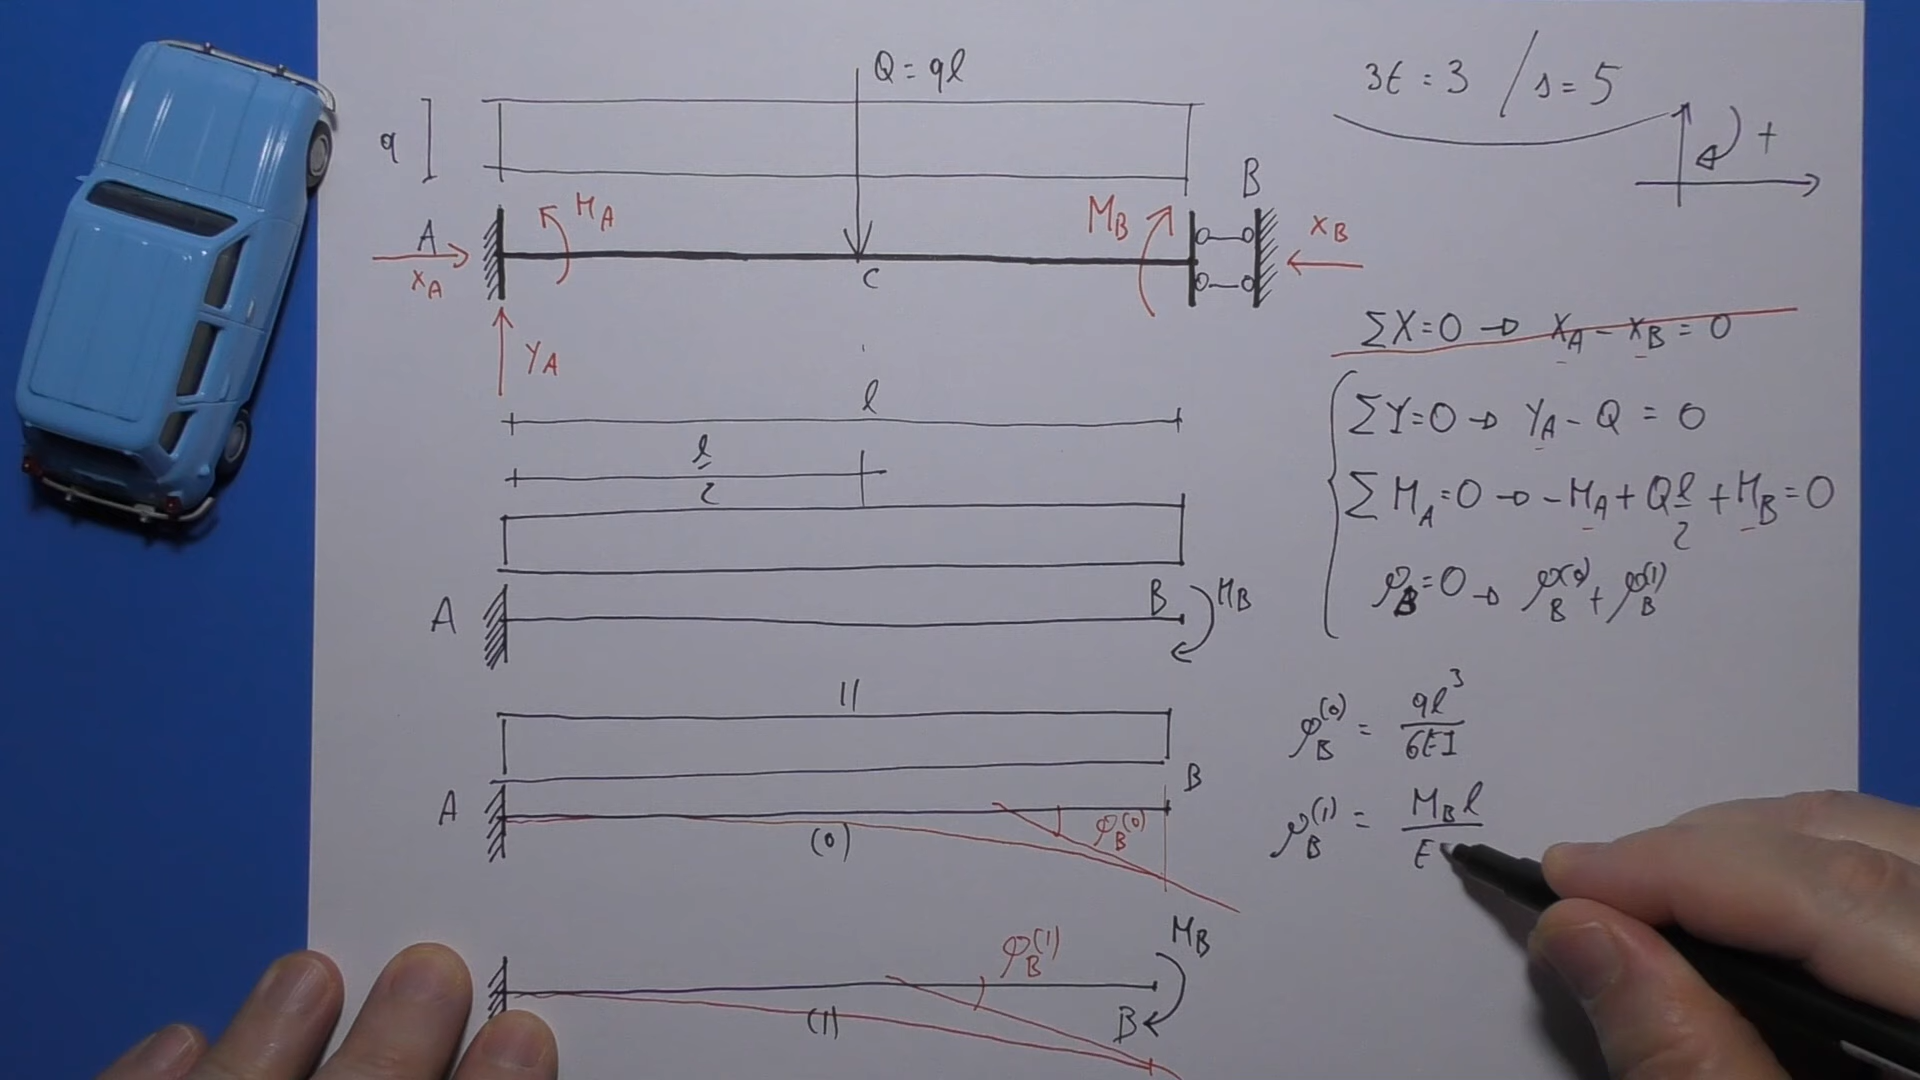 Q = ql
3t = 3 / s = 5
q
+
B
A
M_A
M_B
X_B
X_A
C
ΣX=0 → X_A - X_B = 0
Y_A
l
ΣY=0 → Y_A - Q = 0
l/2
ΣM_A=0 → -M_A + Q l/2 + M_B = 0
φ_B=0 → φ_B^(0) + φ_B^(1)
A
B
M_B
φ_B^(0) = ql^3/6EI
B
A
φ_B^(0)
(0)
φ_B^(1) = M_B l/E
M_B
φ_B^(1)
(1)
B